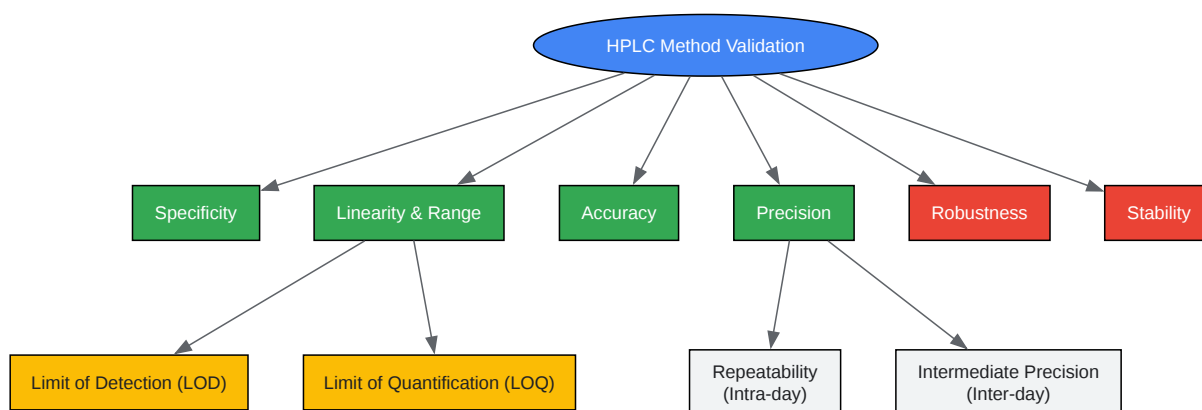 HPLC Method Validation
Specificity
Linearity & Range
Accuracy
Precision
Robustness
Stability
Limit of Detection (LOD)
Limit of Quantification (LOQ)
Repeatability
(Intra-day)
Intermediate Precision
(Inter-day)